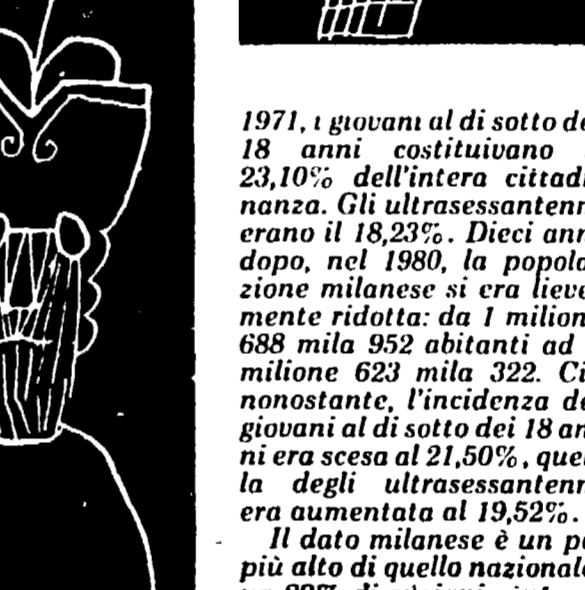 1971, i giovani al di sotto de
18 anni costituivano
23,10% dell'intera cittadi
nanza. Gli ultrasessantenn
erano il 18,23%. Dieci ann
dopo, nel 1980, la popola
zione milanese si era lieve
mente ridotta: da 1 milion
688 mila 952 abitanti ad
milione 623 mila 322. Ci
nonostante, l'incidenza de
giovani al di sotto dei 18 an
ni era scesa al 21,50%, quel
la degli ultrasessantenn
era aumentata al 19,52%.
Il dato milanese è un po
più alto di quello nazionale